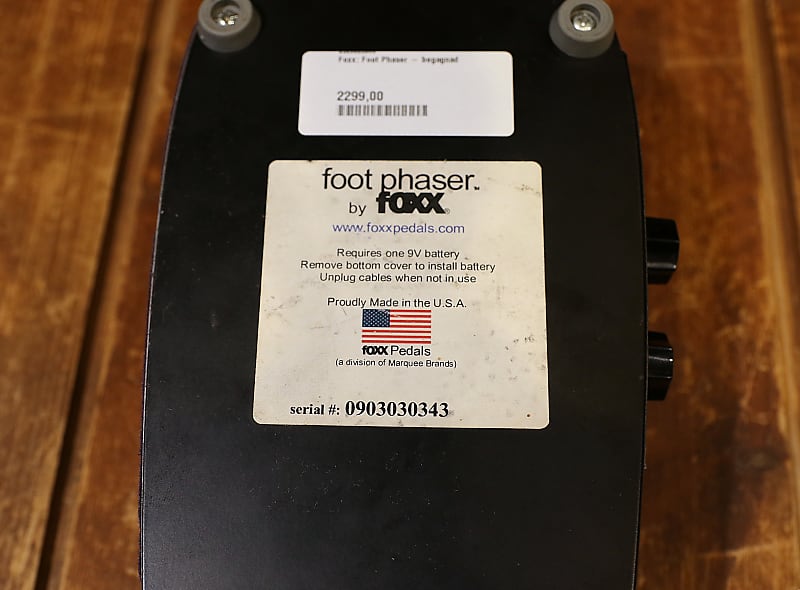 Foxx: Foot Phaser - begagnad
2299,00
foot phaser™
by foxx®
www.foxxpedals.com
Requires one 9V battery
Remove bottom cover to install battery
Unplug cables when not in use
Proudly Made in the U.S.A.
foxx Pedals
(a division of Marquee Brands)
serial #: 0903030343